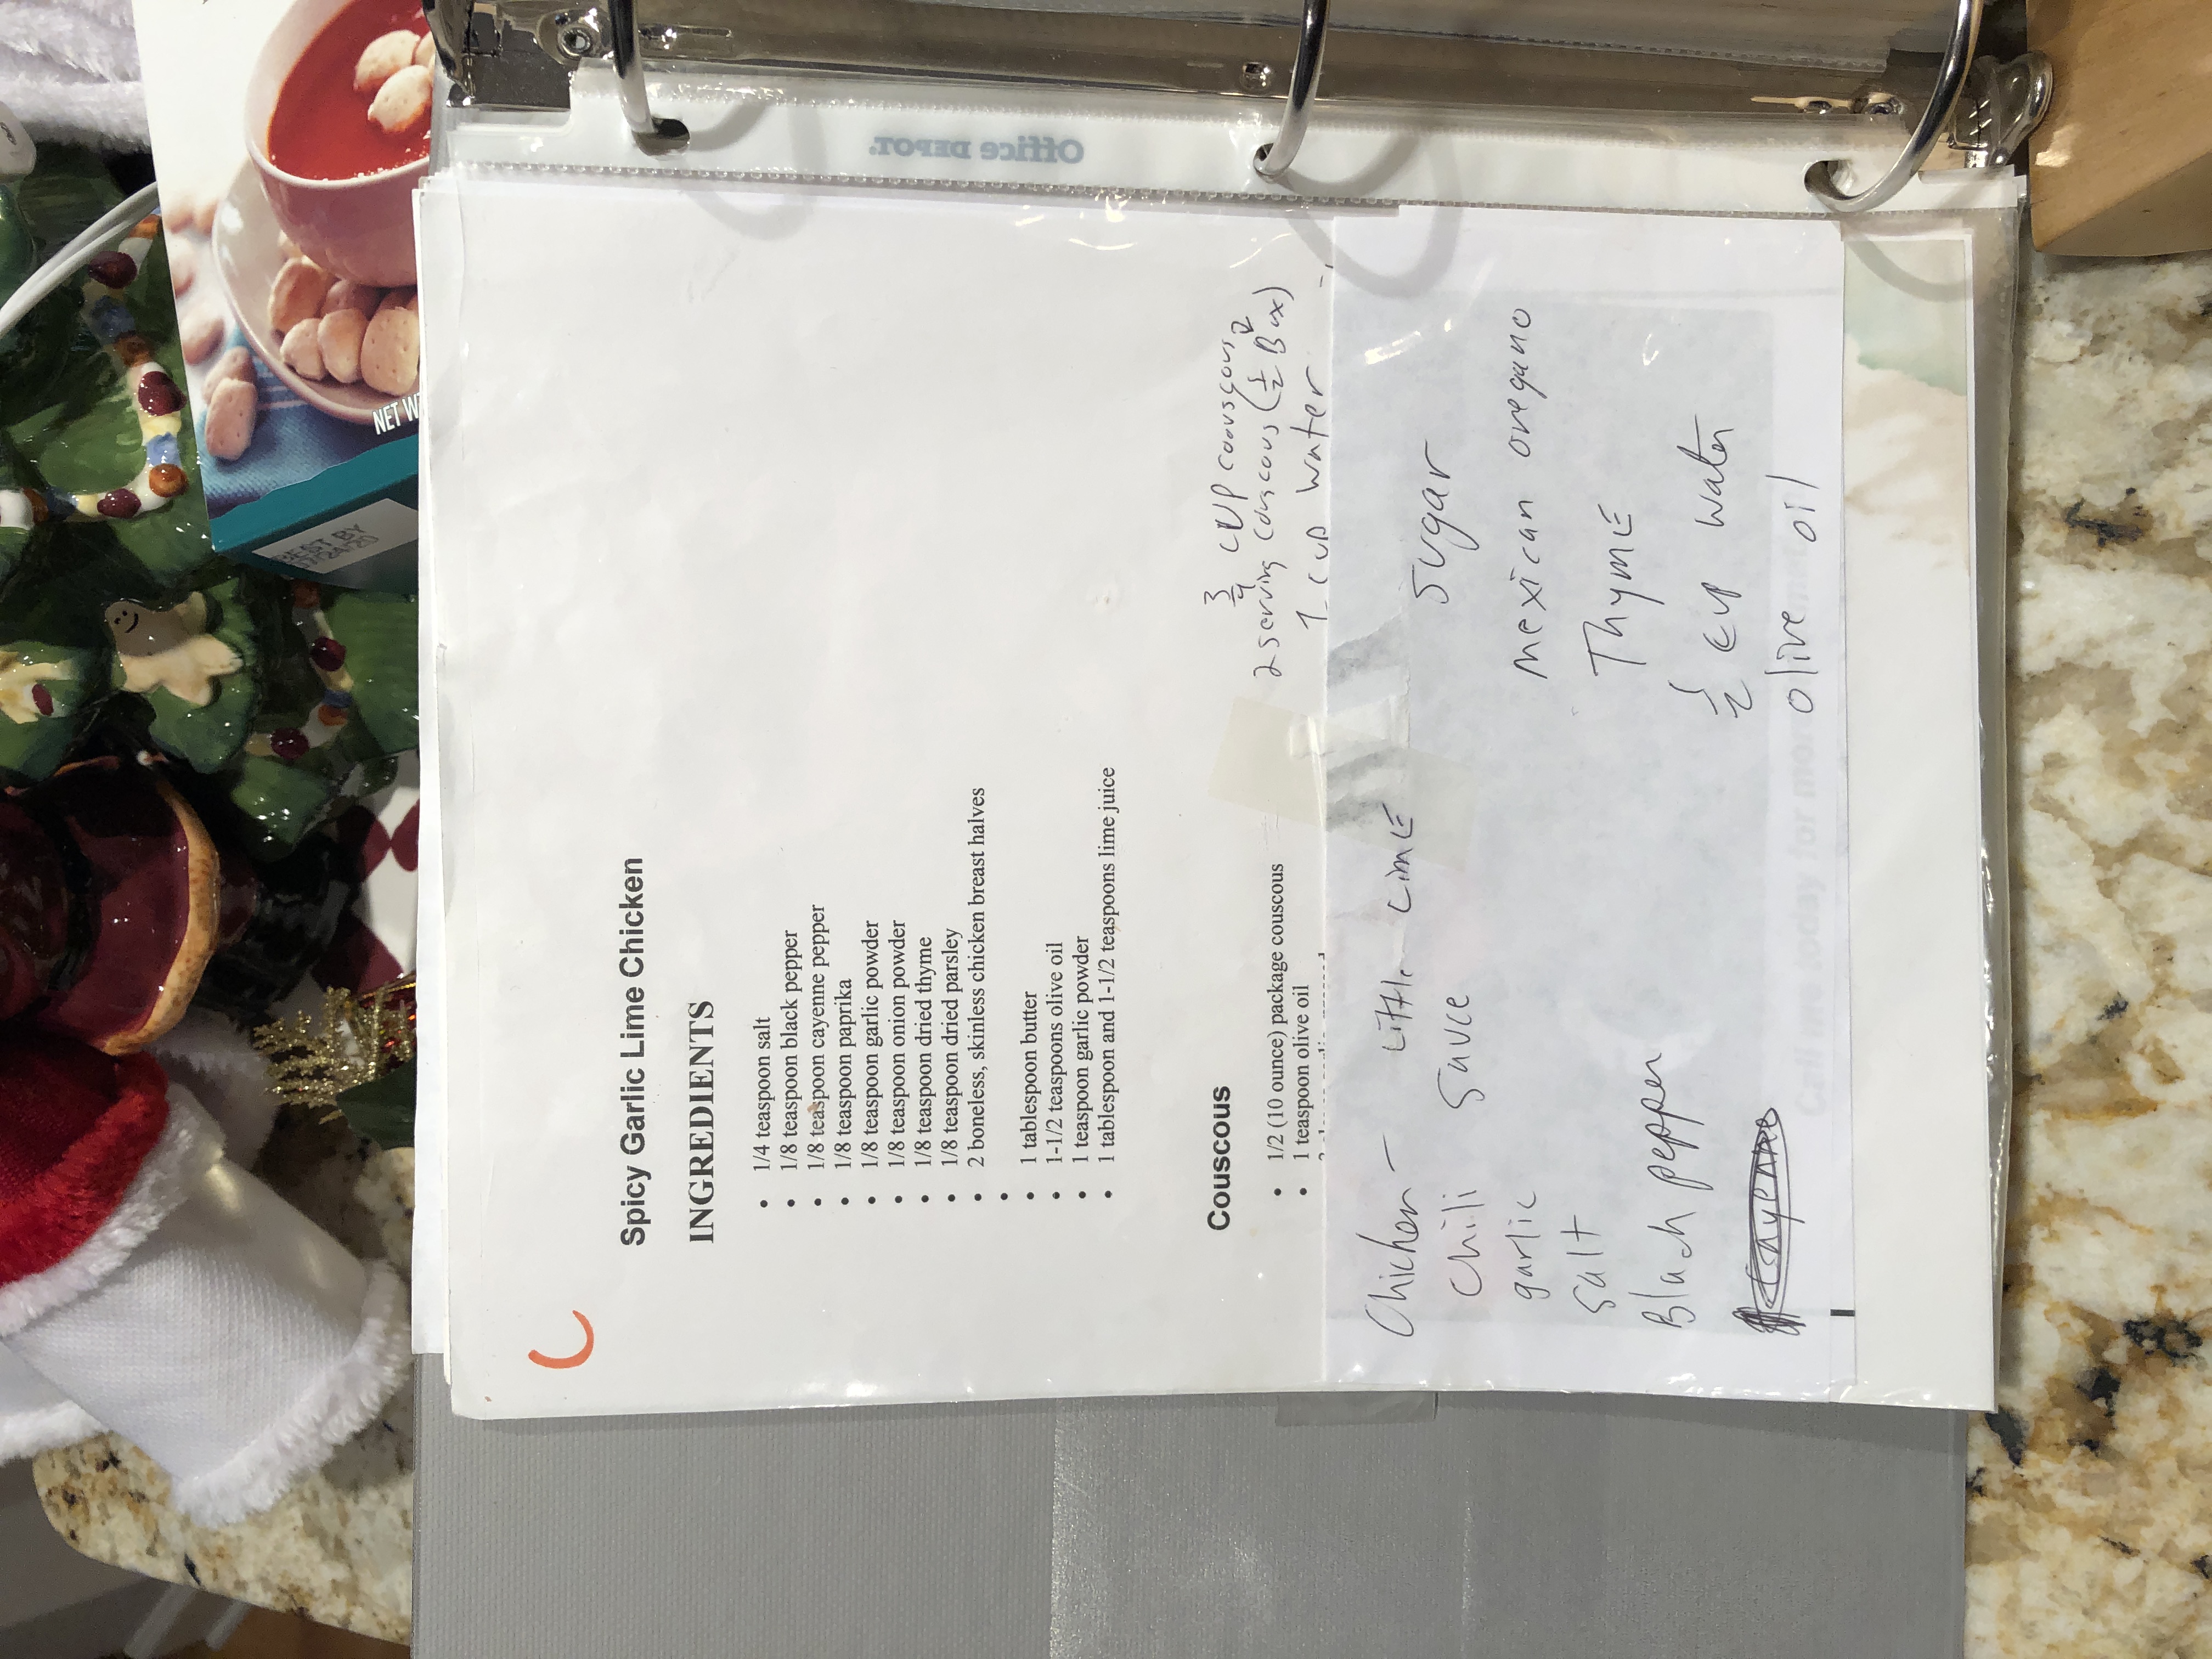 Office DEPOT.
Spicy Garlic Lime Chicken
INGREDIENTS
• 1/4 teaspoon salt
• 1/8 teaspoon black pepper
• 1/8 teaspoon cayenne pepper
• 1/8 teaspoon paprika
• 1/8 teaspoon garlic powder
• 1/8 teaspoon onion powder
• 1/8 teaspoon dried thyme
• 1/8 teaspoon dried parsley
• 2 boneless, skinless chicken breast halves
•
• 1 tablespoon butter
• 1-1/2 teaspoons olive oil
• 1 teaspoon garlic powder
• 1 tablespoon and 1-1/2 teaspoons lime juice
Couscous
• 1/2 (10 ounce) package couscous
• 1 teaspoon olive oil
3/4 CUP couscous
2 serving couscous (1/2 Box)
1 cup water
Chicken - Little LimE
Chili Sauce
garlic
salt
Black pepper
cayenne
Sugar
mexican oregano
ThymE
1/2 cup water
olive oil
NET W
BEST BY